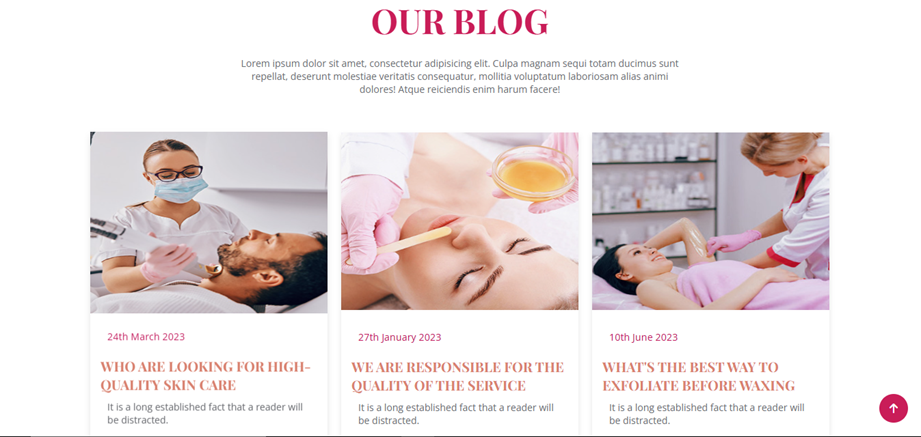 OUR BLOG
Lorem ipsum dolor sit amet, consectetur adipisicing elit. Culpa magnam sequi totam ducimus sunt
repellat, deserunt molestiae veritatis consequatur, mollitia voluptatum laboriosam alias animi
dolores! Atque reiciendis enim harum facere!
24th March 2023
WHO ARE LOOKING FOR HIGH-
QUALITY SKIN CARE
It is a long established fact that a reader will
be distracted.
27th January 2023
WE ARE RESPONSIBLE FOR THE
QUALITY OF THE SERVICE
It is a long established fact that a reader will
be distracted.
10th June 2023
WHAT'S THE BEST WAY TO
EXFOLIATE BEFORE WAXING
It is a long established fact that a reader will
be distracted.